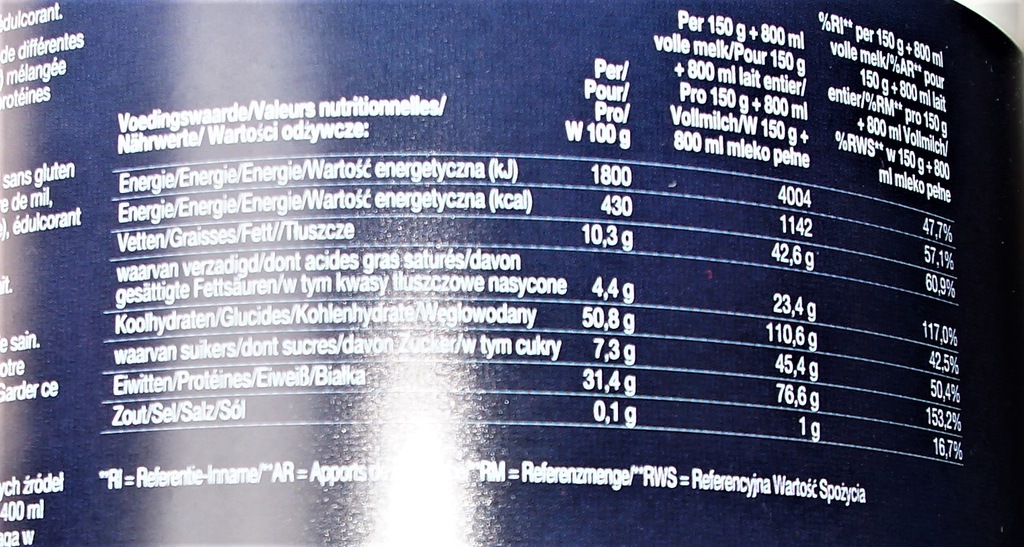 édulcorant.
de différentes
mélangée
protéines
sans gluten
de mil,
édulcorant
e sain.
Garder ce
ych źródeł
400 ml
w
Voedingswaarde/Valeurs nutritionnelles/
Nährwerte/ Wartości odżywcze:
Per/
Pour/
Pro/
W 100 g
Per 150 g + 800 ml
volle melk/Pour 150 g
+ 800 ml lait entier/
Pro 150 g + 800 ml
Vollmilch/W 150 g +
800 ml mleko pełne
%RI** per 150 g + 800 ml
volle melk/%AR** pour
150 g + 800 ml lait
entier/%RM** pro 150 g
+ 800 ml Vollmilch/
%RWS** w 150 g + 800
ml mleko pełne
Energie/Energie/Energie/Wartość energetyczna (kJ) 1800 4004 47,7%
Energie/Energie/Energie/Wartość energetyczna (kcal) 430 1142 57,1%
Vetten/Graisses/Fett//Tłuszcze 10,3 g 42,6 g 60,9%
waarvan verzadigd/dont acides gras saturés/davon
gesättigte Fettsäuren/w tym kwasy tłuszczowe nasycone 4,4 g 23,4 g 117,0%
Koolhydraten/Glucides/Kohlenhydrate/Węglowodany 50,8 g 110,6 g 42,5%
waarvan suikers/dont sucres/davon Zucker/w tym cukry 7,3 g 45,4 g 50,4%
Eiwitten/Protéines/Eiweiß/Białka 31,4 g 76,6 g 153,2%
Zout/Sel/Salz/Sól 0,1 g 1 g 16,7%
**RI = Referentie-Inname/**AR = Apports de **RM = Referenzmenge/**RWS = Referencyjna Wartość Spożycia